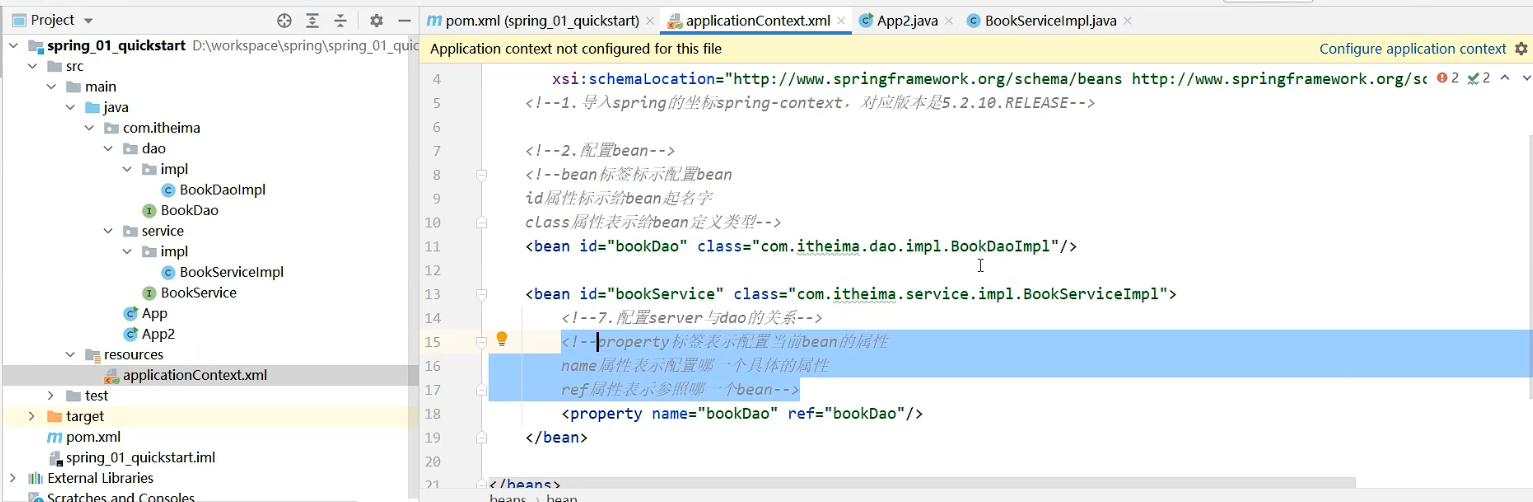 Project
pom.xml (spring_01_quickstart)
applicationContext.xml
App2.java
BookServiceImpl.java
spring_01_quickstart D:\workspace\spring\spring_01_quic
src
main
java
com.itheima
dao
impl
BookDaoImpl
BookDao
service
impl
BookServiceImpl
BookService
App
App2
resources
applicationContext.xml
test
target
pom.xml
spring_01_quickstart.iml
External Libraries
Scratches and Consoles
Application context not configured for this file
Configure application context
2 2
4 xsi:schemaLocation="http://www.springframework.org/schema/beans http://www.springframework.org/sc
5 <!--1.导入spring的坐标spring-context，对应版本是5.2.10.RELEASE-->
6
7 <!--2.配置bean-->
8 <!--bean标签标示配置bean
9 id属性标示给bean起名字
10 class属性表示给bean定义类型-->
11 <bean id="bookDao" class="com.itheima.dao.impl.BookDaoImpl"/>
12
13 <bean id="bookService" class="com.itheima.service.impl.BookServiceImpl">
14 <!--7.配置server与dao的关系-->
15 <!--property标签表示配置当前bean的属性
16 name属性表示配置哪一个具体的属性
17 ref属性表示参照哪一个bean-->
18 <property name="bookDao" ref="bookDao"/>
19 </bean>
20
21 </beans>
beans › bean